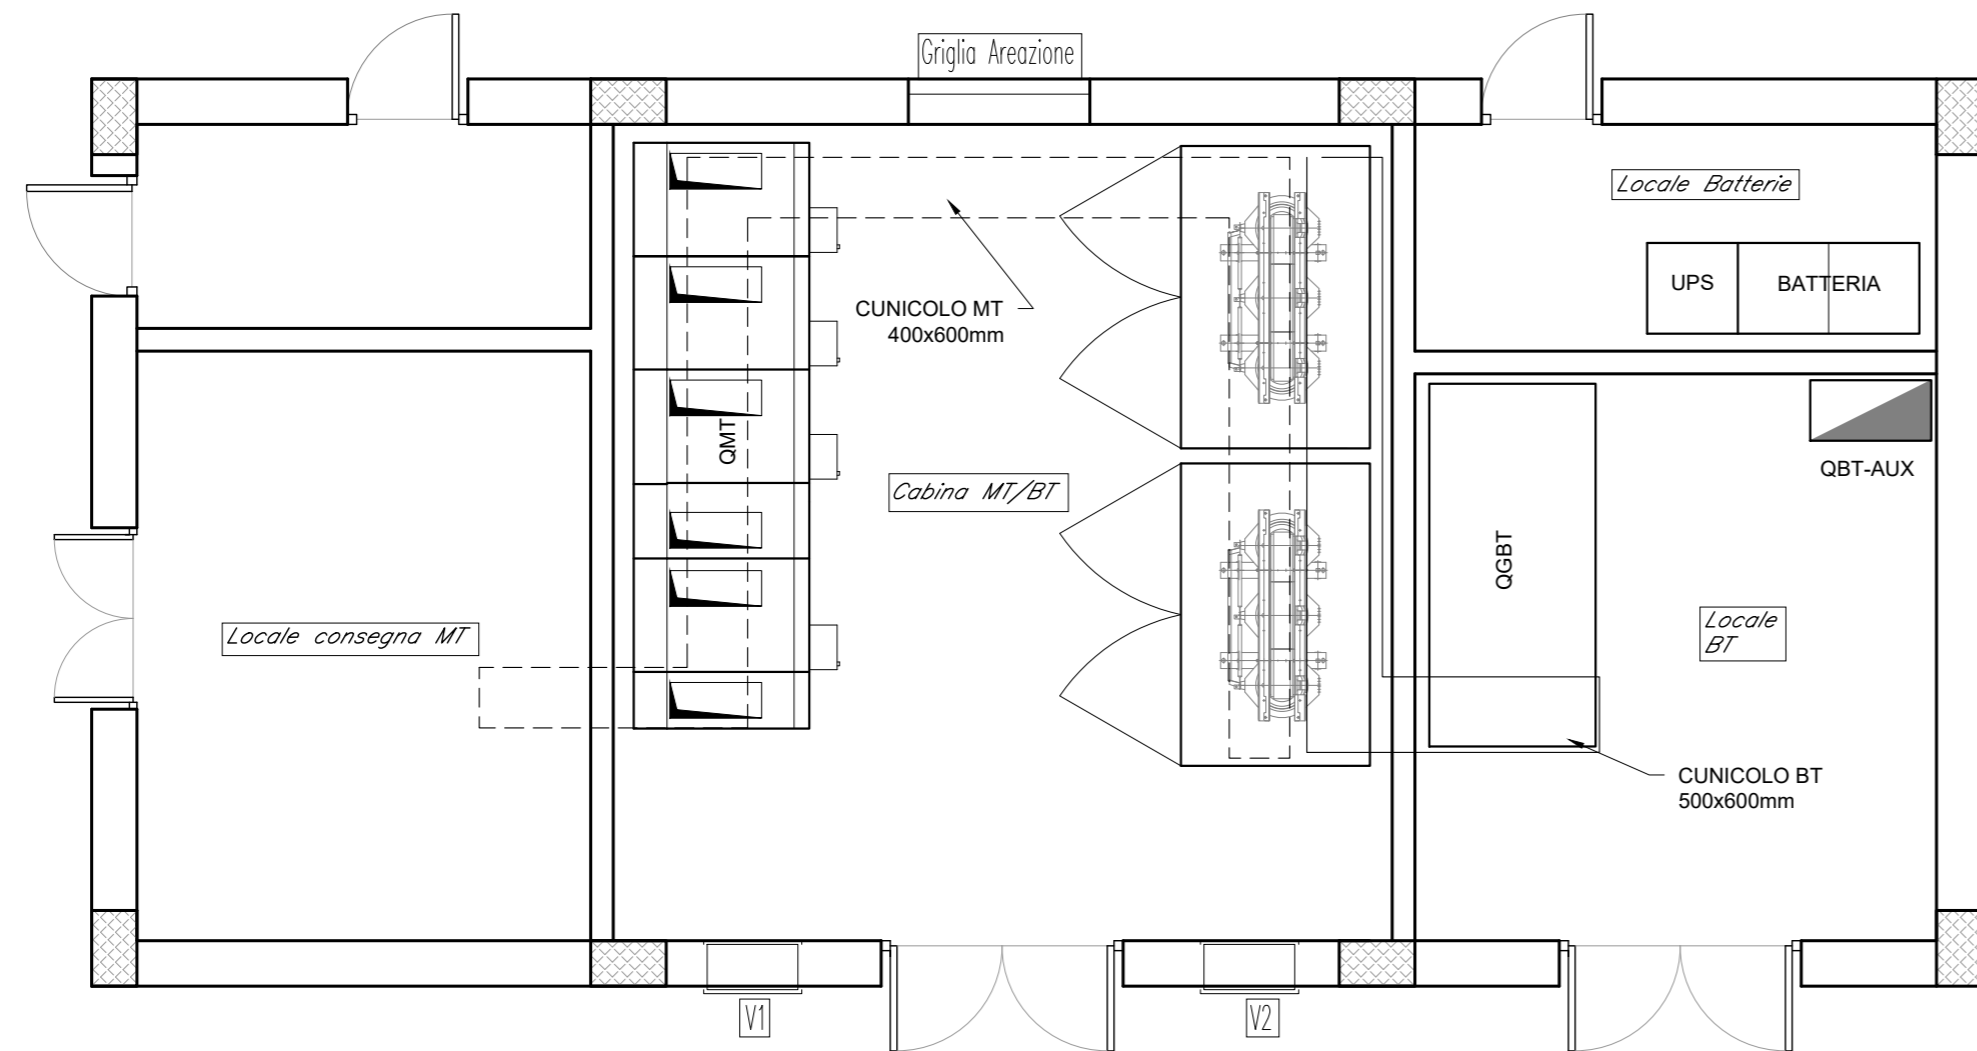 Griglia Areazione
Locale Batterie
UPS
BATTERIA
CUNICOLO MT
400x600mm
QMT
Cabina MT/BT
QBT-AUX
QGBT
Locale consegna MT
Locale
BT
CUNICOLO BT
500x600mm
V1
V2